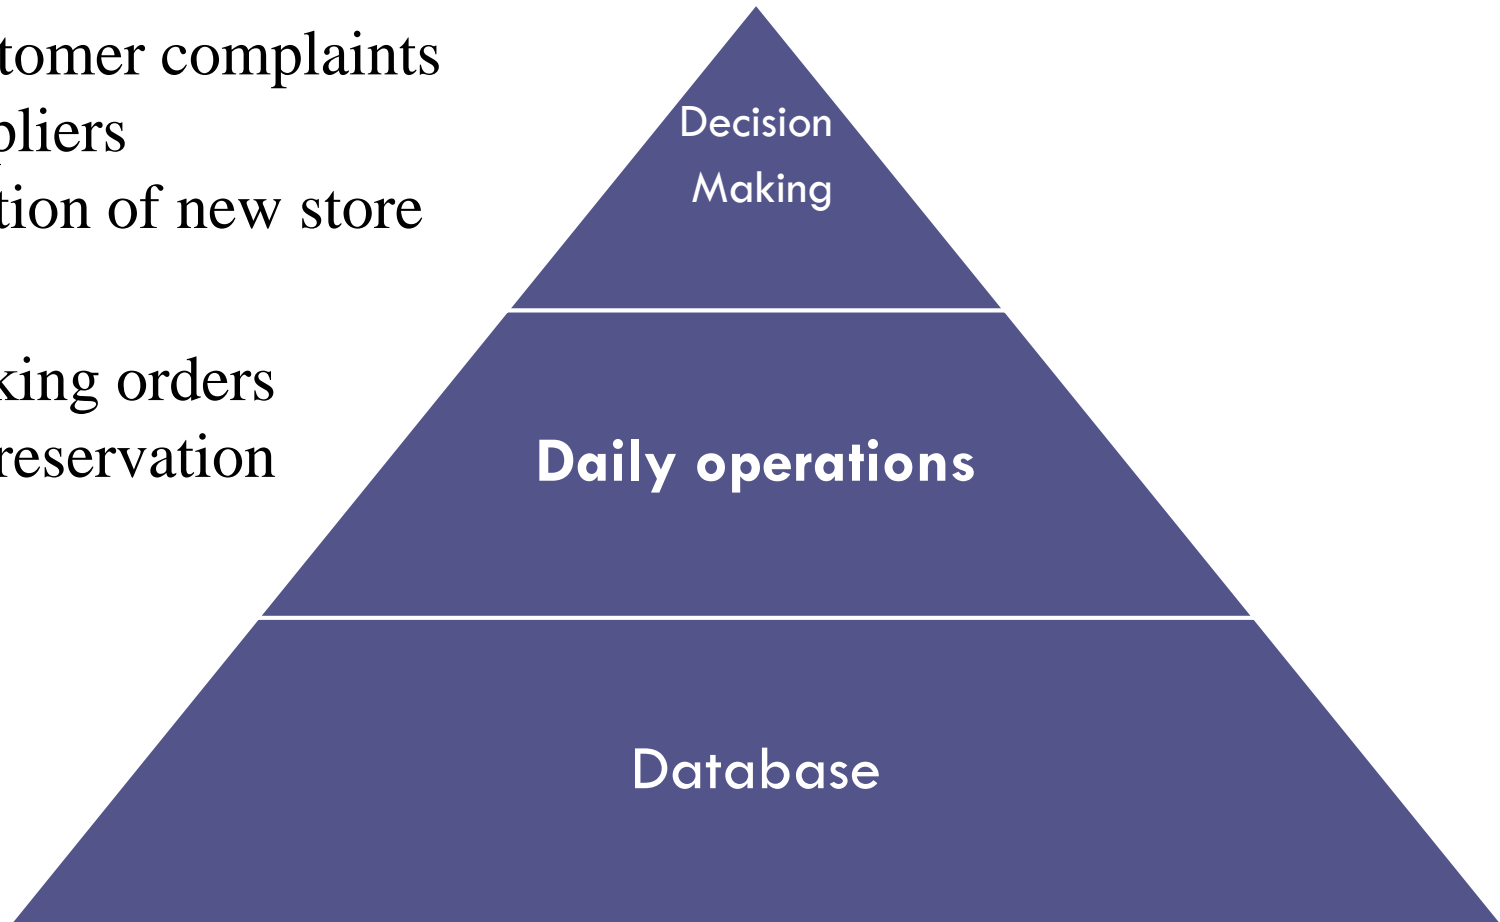 tomer complaints
pliers
tion of new store
king orders
reservation
Decision
Making
Daily operations
Database